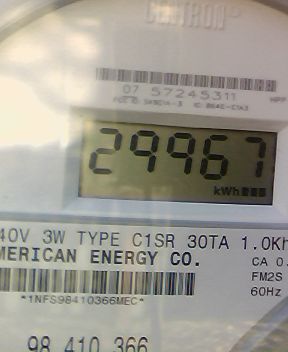 CENTRON®
07 57245311
29967
kWh
40V 3W TYPE C1SR 30TA 1.0Kh
MERICAN ENERGY CO.
CA 0.
FM2S
*1NFS98410366MEC*
60Hz
98 410 366